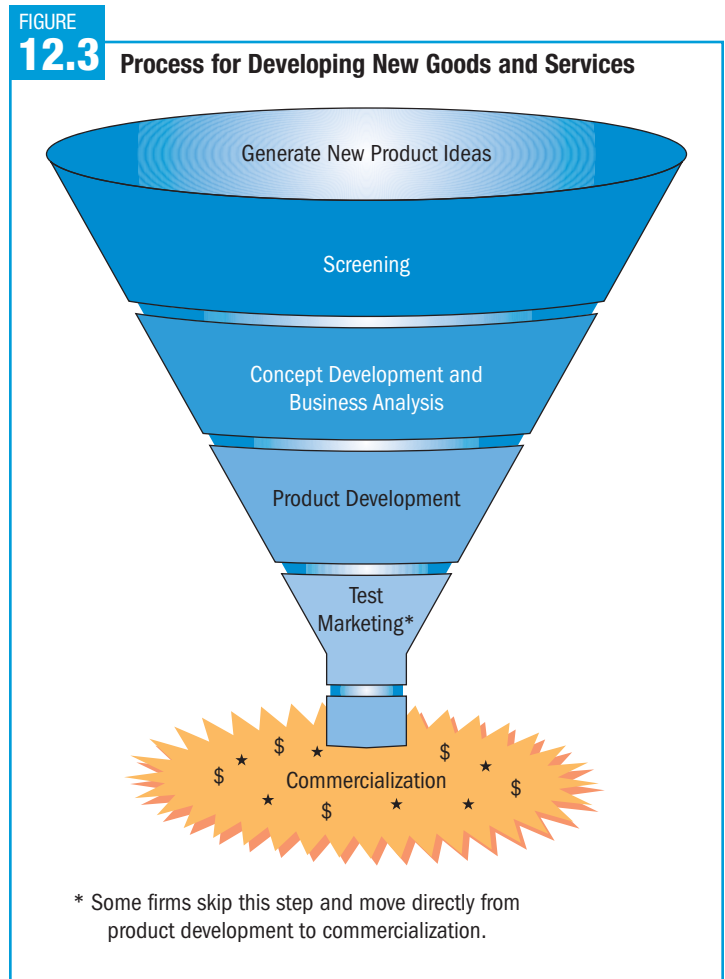 FIGURE
12.3 Process for Developing New Goods and Services
Generate New Product Ideas
Screening
Concept Development and
Business Analysis
Product Development
Test
Marketing*
$ $ 
Commercialization
$ $ $
* Some firms skip this step and move directly from
product development to commercialization.